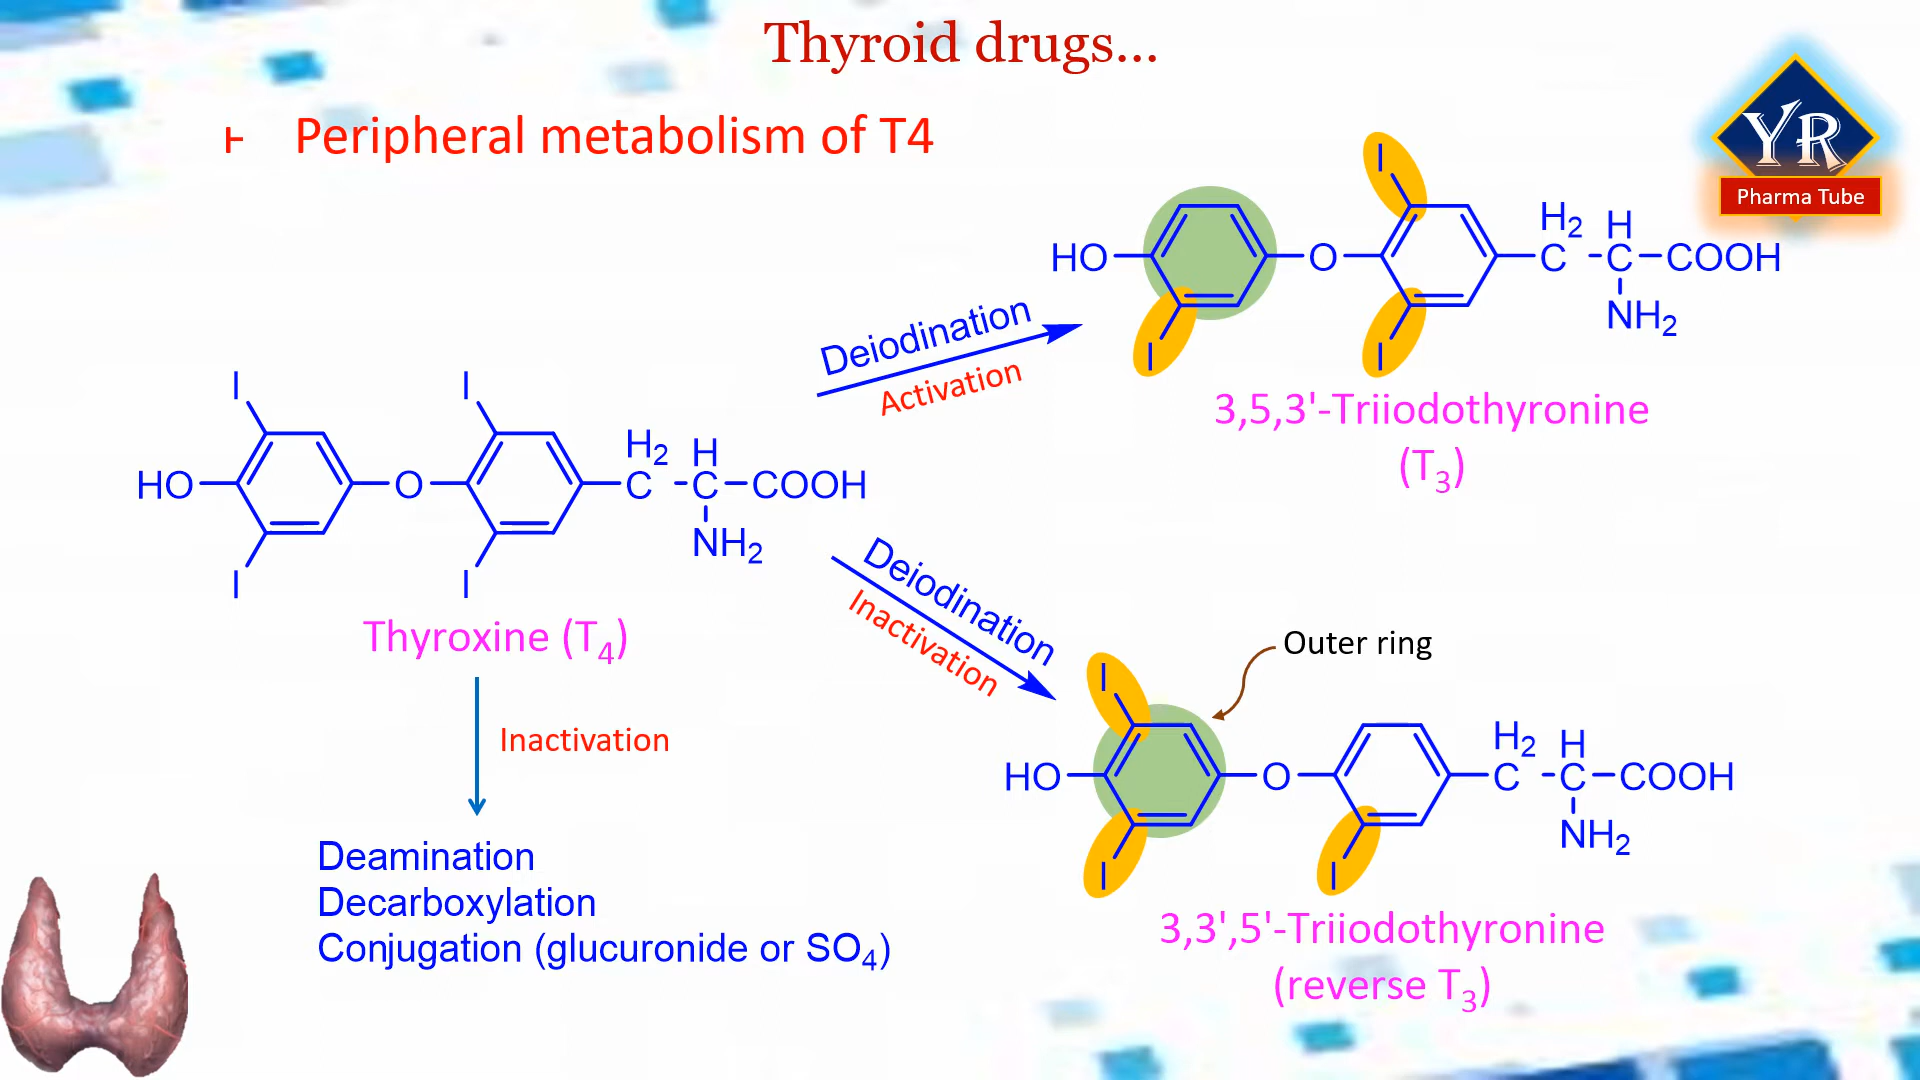 Thyroid drugs...
Peripheral metabolism of T4
YR
Pharma Tube
HO
I
O
I
I
H2
C
H
C
COOH
NH2
3,5,3'-Triiodothyronine
(T3)
Deiodination
Activation
HO
I
I
O
I
I
H2
C
H
C
COOH
NH2
Thyroxine (T4)
Deiodination
Inactivation
Inactivation
Deamination
Decarboxylation
Conjugation (glucuronide or SO4)
Outer ring
HO
I
I
O
I
H2
C
H
C
COOH
NH2
3,3',5'-Triiodothyronine
(reverse T3)